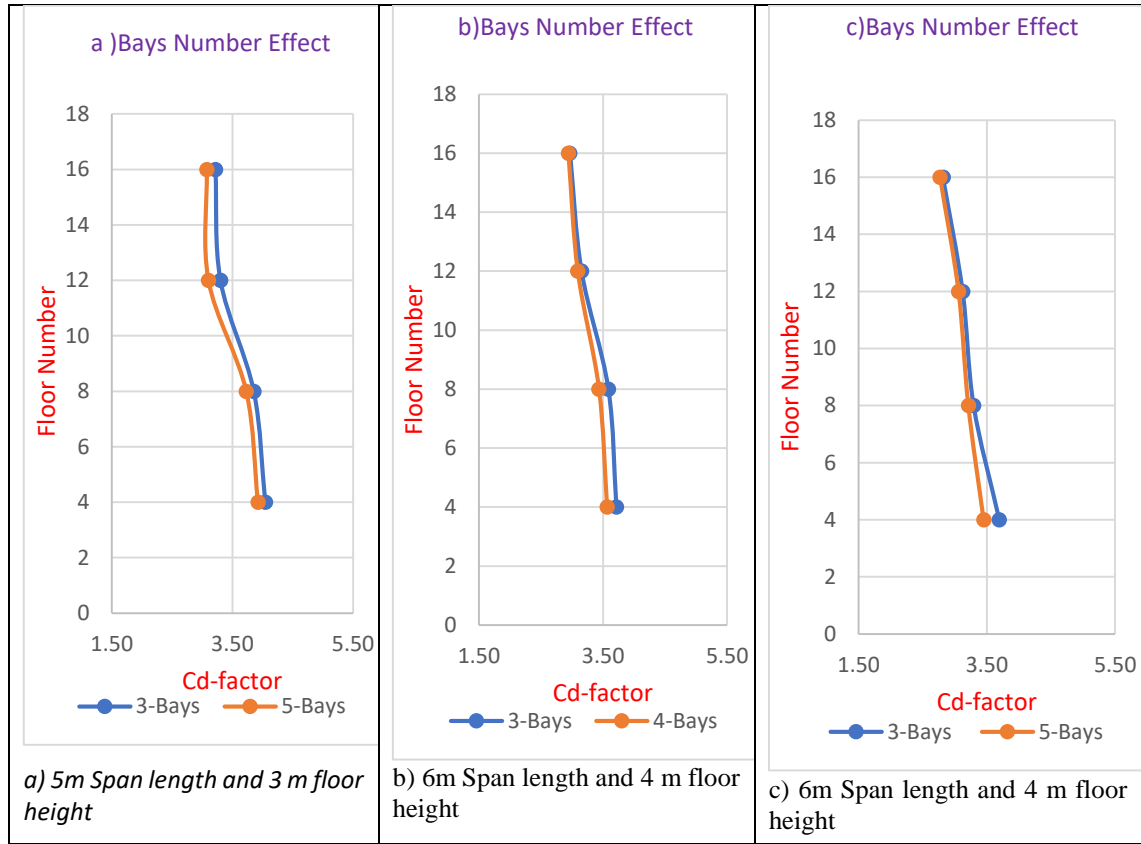 a )Bays Number Effect
18
16
14
12
10
8
6
4
2
0
1.50 3.50 5.50
Floor Number
Cd-factor
3-Bays 5-Bays
a) 5m Span length and 3 m floor
height
b)Bays Number Effect
18
16
14
12
10
8
6
4
2
0
1.50 3.50 5.50
Floor Number
Cd-factor
3-Bays 4-Bays
b) 6m Span length and 4 m floor
height
c)Bays Number Effect
18
16
14
12
10
8
6
4
2
0
1.50 3.50 5.50
Floor Number
Cd-factor
3-Bays 5-Bays
c) 6m Span length and 4 m floor
height